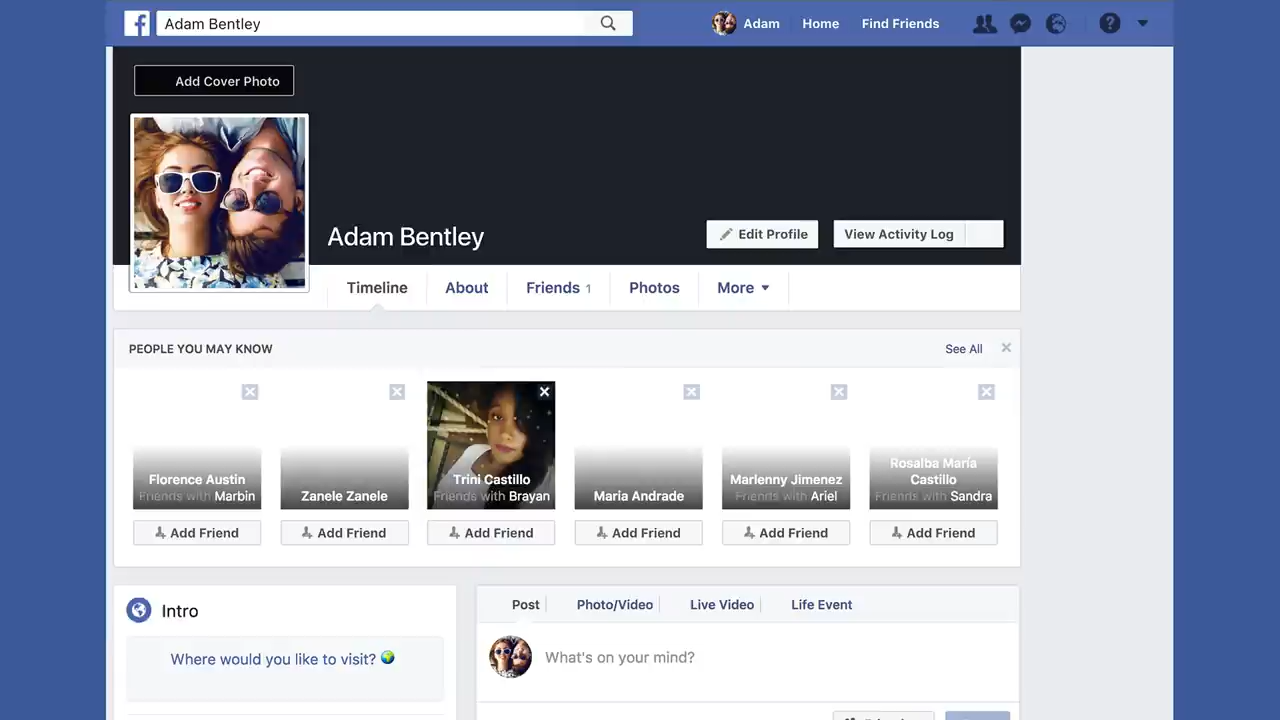 Adam Bentley
Adam Home Find Friends
Add Cover Photo
Adam Bentley
Edit Profile
View Activity Log
Timeline About Friends 1 Photos More
PEOPLE YOU MAY KNOW
See All
Florence Austin
Friends with Marbin
Zanele Zanele
Trini Castillo
Friends with Brayan
Maria Andrade
Marlenny Jimenez
Friends with Ariel
Rosalba María
Castillo
Friends with Sandra
Add Friend Add Friend Add Friend Add Friend Add Friend Add Friend
Intro
Where would you like to visit?
Post Photo/Video Live Video Life Event
What's on your mind?